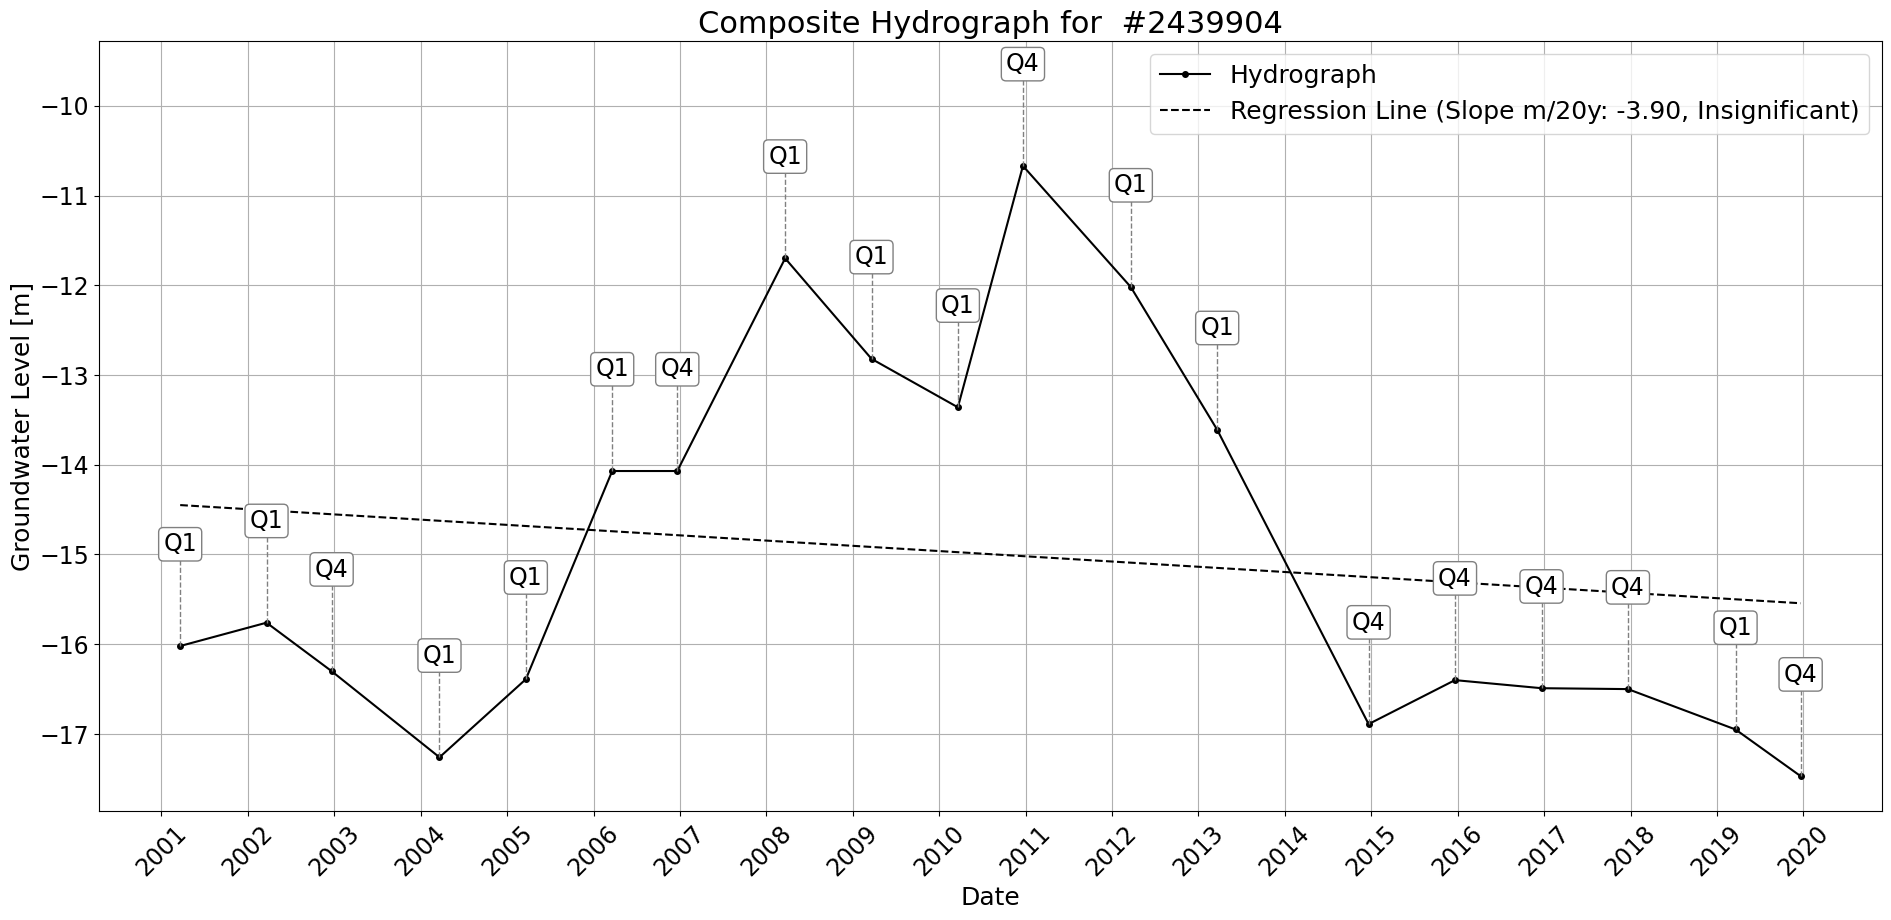 Composite Hydrograph for  #2439904
Hydrograph
Regression Line (Slope m/20y: -3.90, Insignificant)
Groundwater Level [m]
−10
−11
−12
−13
−14
−15
−16
−17
Q1
Q1
Q4
Q1
Q1
Q1
Q4
Q1
Q1
Q1
Q4
Q1
Q1
Q4
Q4
Q4
Q4
Q1
Q4
2001
2002
2003
2004
2005
2006
2007
2008
2009
2010
2011
2012
2013
2014
2015
2016
2017
2018
2019
2020
Date